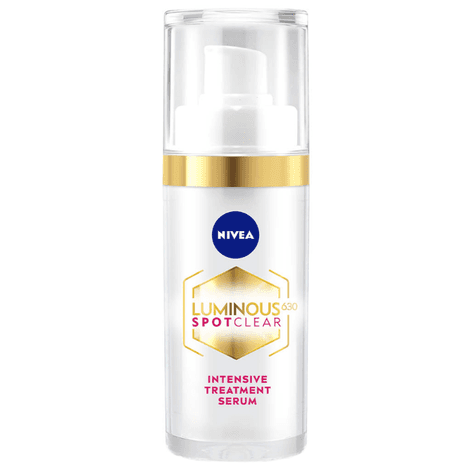 NIVEA
LUMINOUS630
SPOTCLEAR
INTENSIVE
TREATMENT
SERUM